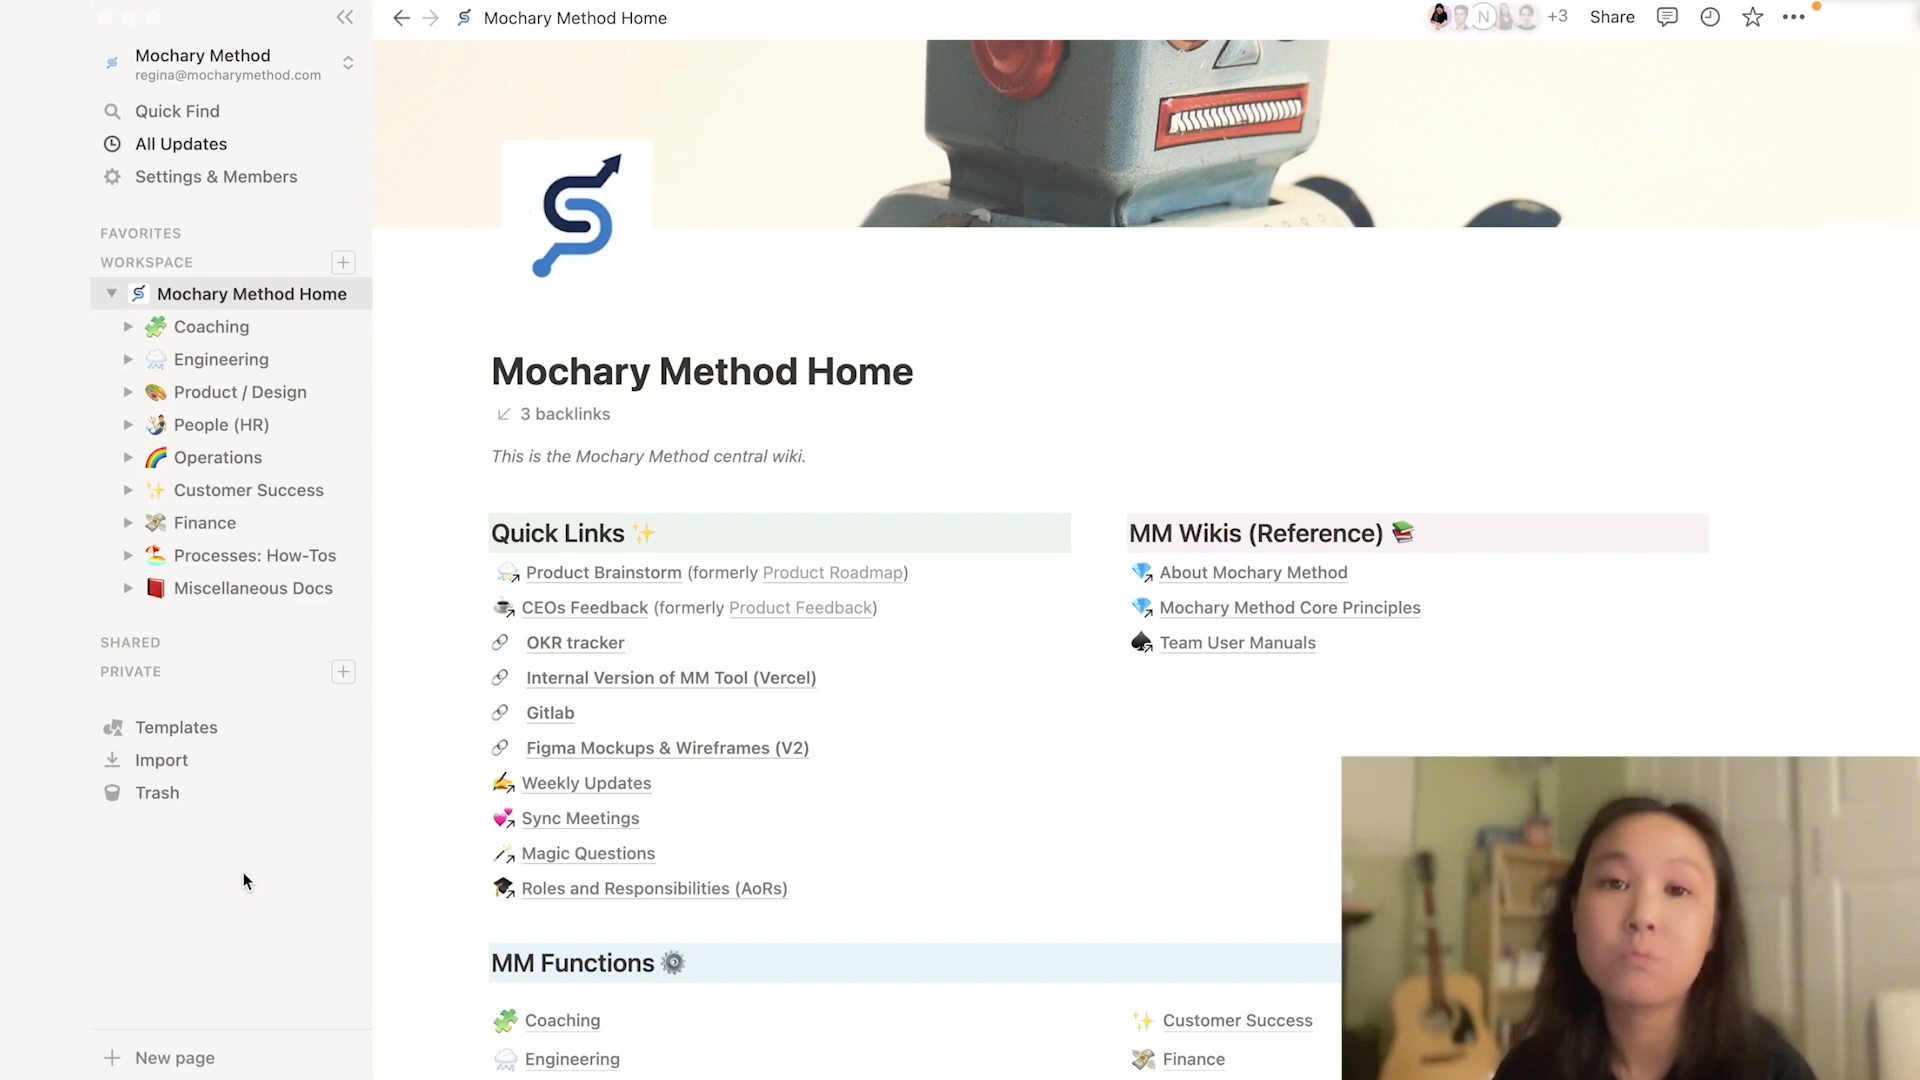 Mochary Method Home
N
+3
Share
Mochary Method
regina@mocharymethod.com
Quick Find
All Updates
Settings & Members
FAVORITES
WORKSPACE
Mochary Method Home
Coaching
Engineering
Product / Design
People (HR)
Operations
Customer Success
Finance
Processes: How-Tos
Miscellaneous Docs
SHARED
PRIVATE
Templates
Import
Trash
New page
Mochary Method Home
3 backlinks
This is the Mochary Method central wiki.
Quick Links
Product Brainstorm (formerly Product Roadmap)
CEOs Feedback (formerly Product Feedback)
OKR tracker
Internal Version of MM Tool (Vercel)
Gitlab
Figma Mockups & Wireframes (V2)
Weekly Updates
Sync Meetings
Magic Questions
Roles and Responsibilities (AoRs)
MM Wikis (Reference)
About Mochary Method
Mochary Method Core Principles
Team User Manuals
MM Functions
Coaching
Engineering
Customer Success
Finance